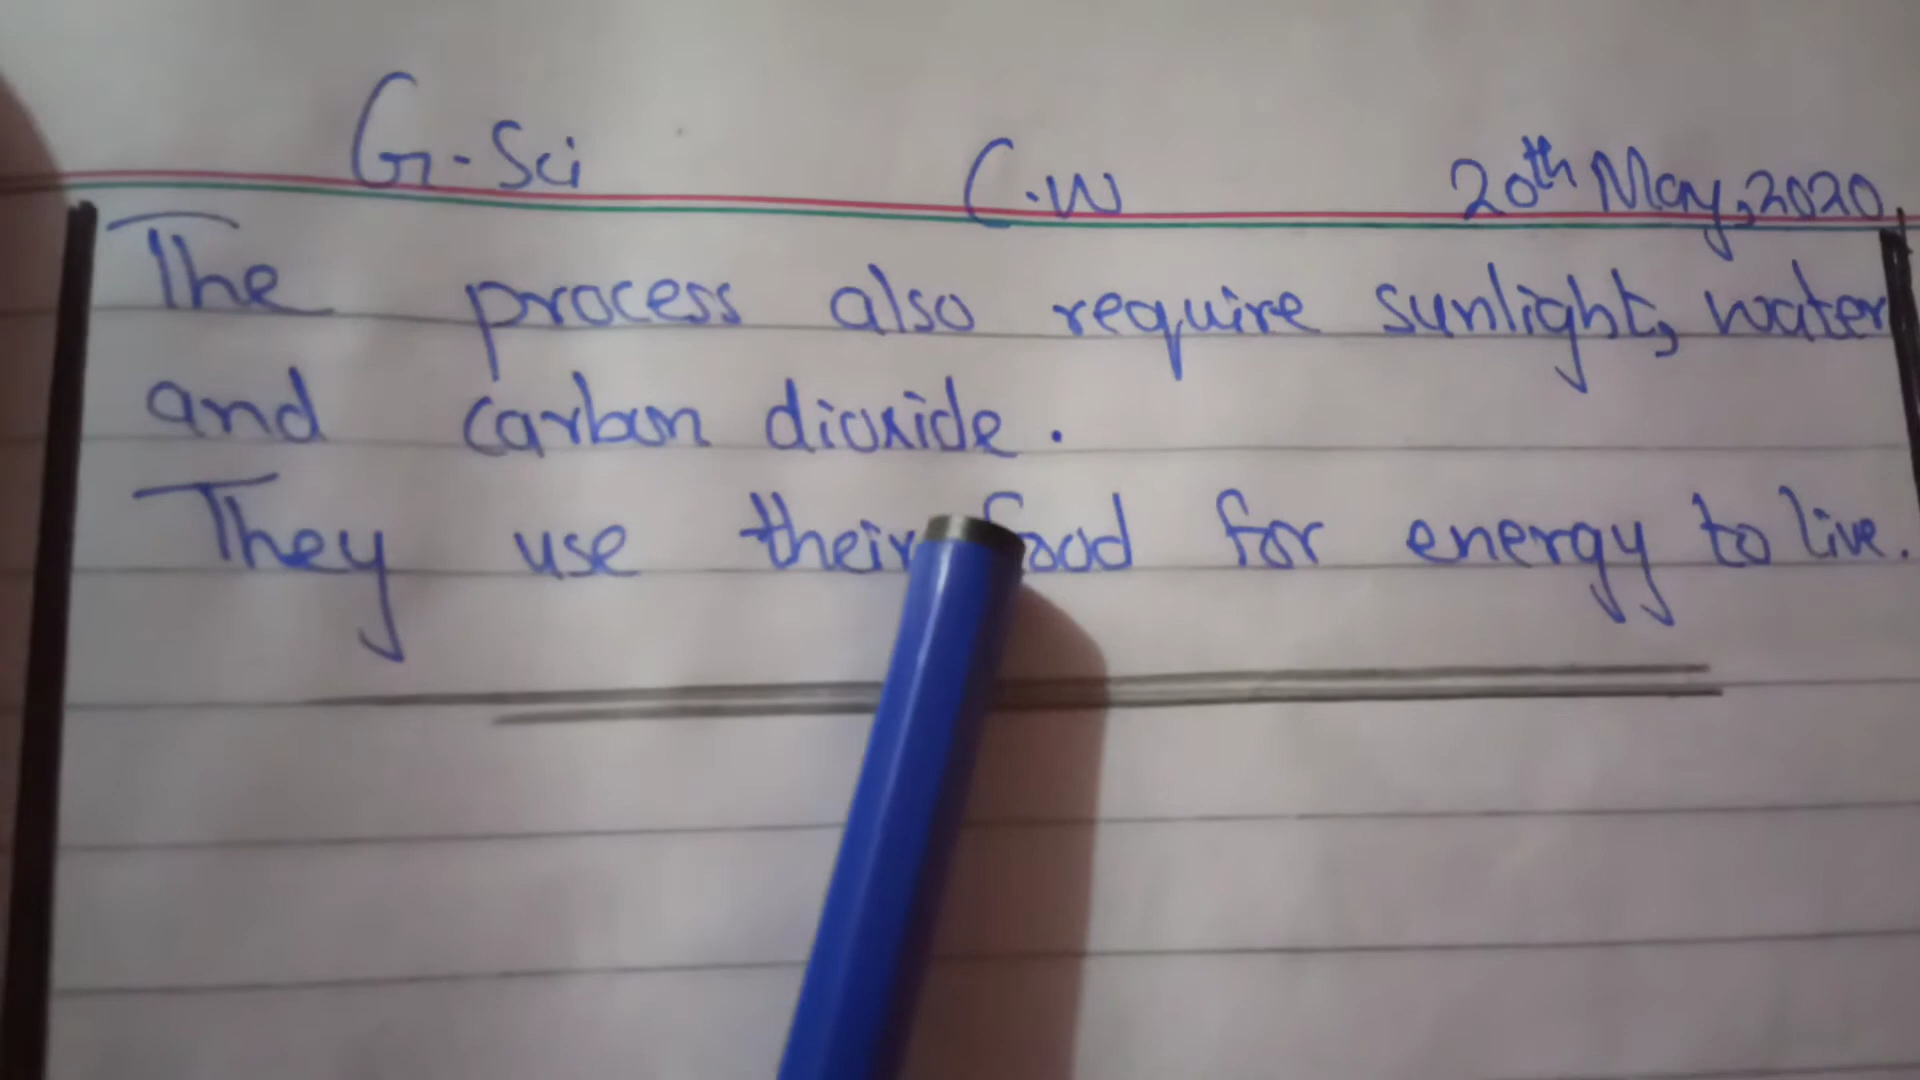 G-Sci C.W 20th May, 2020
The process also require sunlight, water
and carbon dioxide.
They use their food for energy to live.